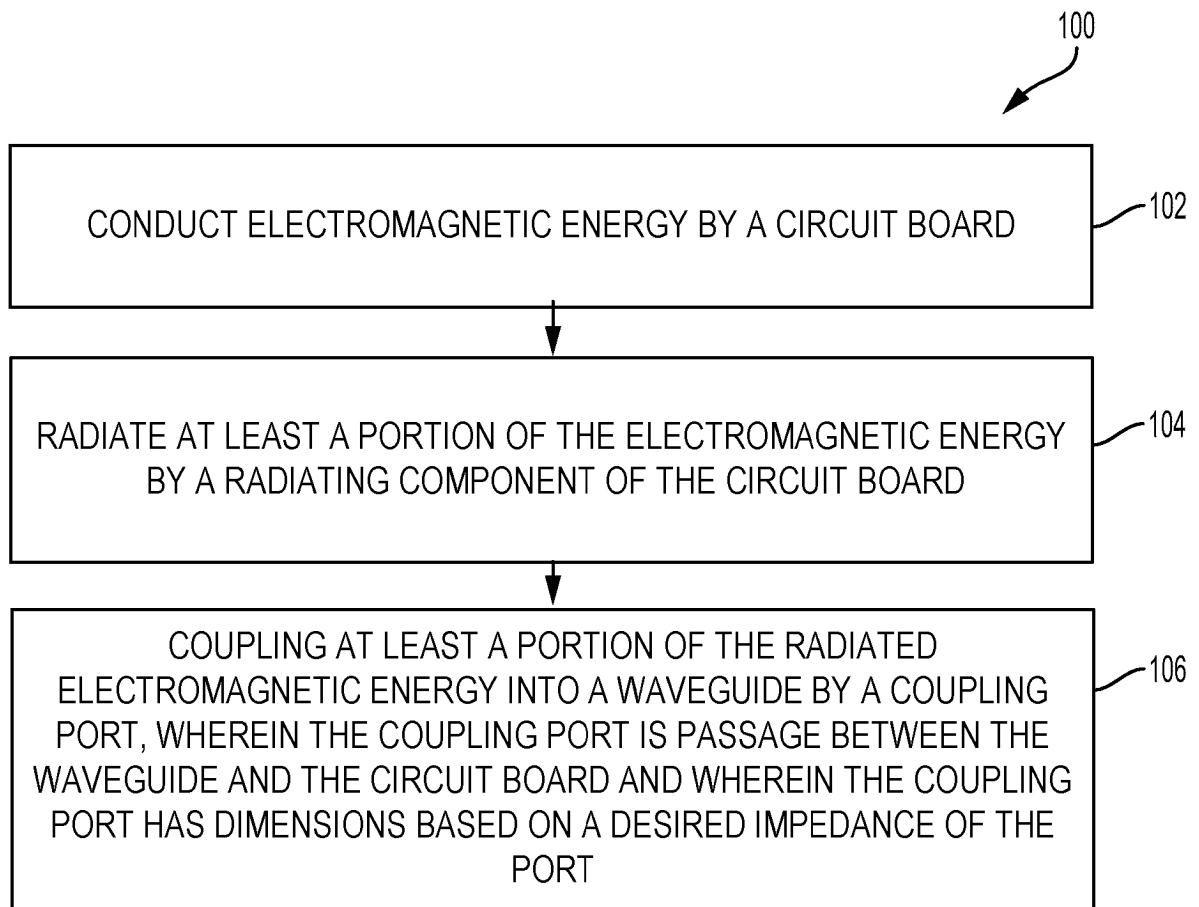 100
CONDUCT ELECTROMAGNETIC ENERGY BY A CIRCUIT BOARD
102
RADIATE AT LEAST A PORTION OF THE ELECTROMAGNETIC ENERGY
BY A RADIATING COMPONENT OF THE CIRCUIT BOARD
104
COUPLING AT LEAST A PORTION OF THE RADIATED
ELECTROMAGNETIC ENERGY INTO A WAVEGUIDE BY A COUPLING
PORT, WHEREIN THE COUPLING PORT IS PASSAGE BETWEEN THE
WAVEGUIDE AND THE CIRCUIT BOARD AND WHEREIN THE COUPLING
PORT HAS DIMENSIONS BASED ON A DESIRED IMPEDANCE OF THE
PORT
106